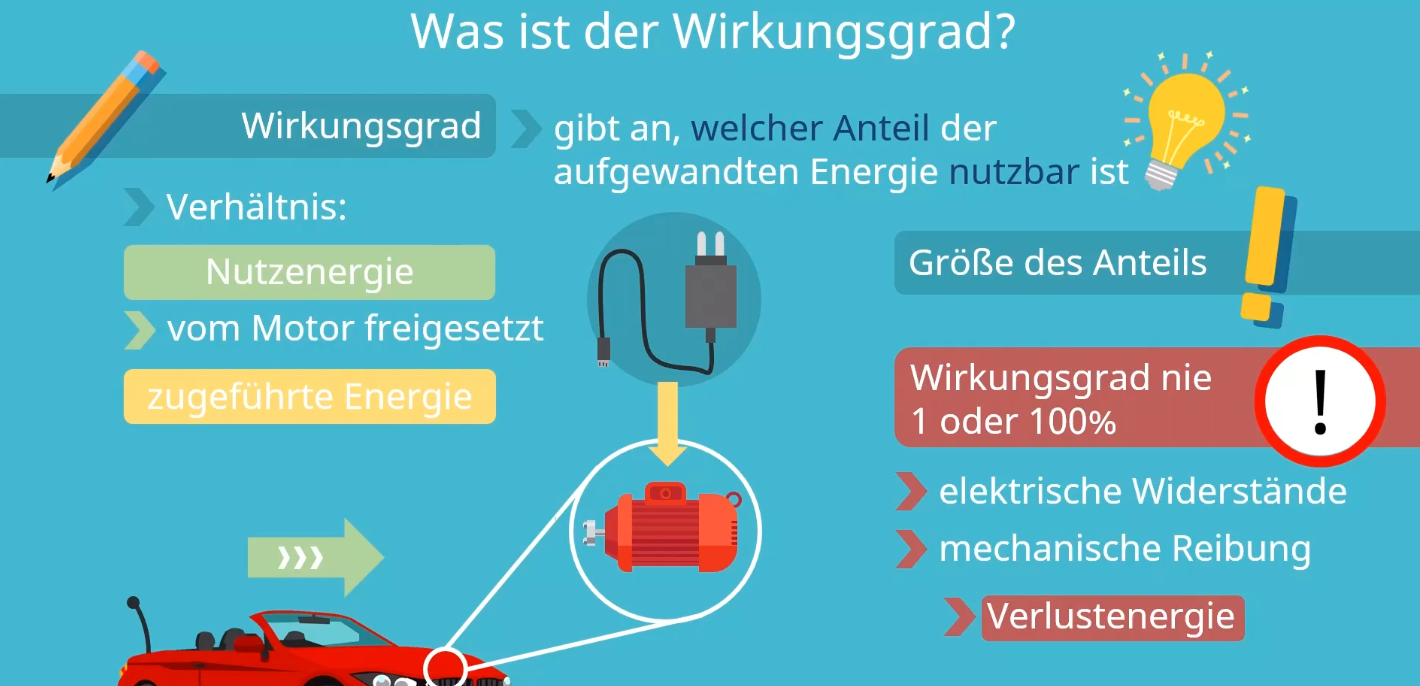 Was ist der Wirkungsgrad?
Wirkungsgrad
gibt an, welcher Anteil der
aufgewandten Energie nutzbar ist
Verhältnis:
Nutzenergie
vom Motor freigesetzt
zugeführte Energie
Größe des Anteils
Wirkungsgrad nie
1 oder 100%
!
elektrische Widerstände
mechanische Reibung
Verlustenergie